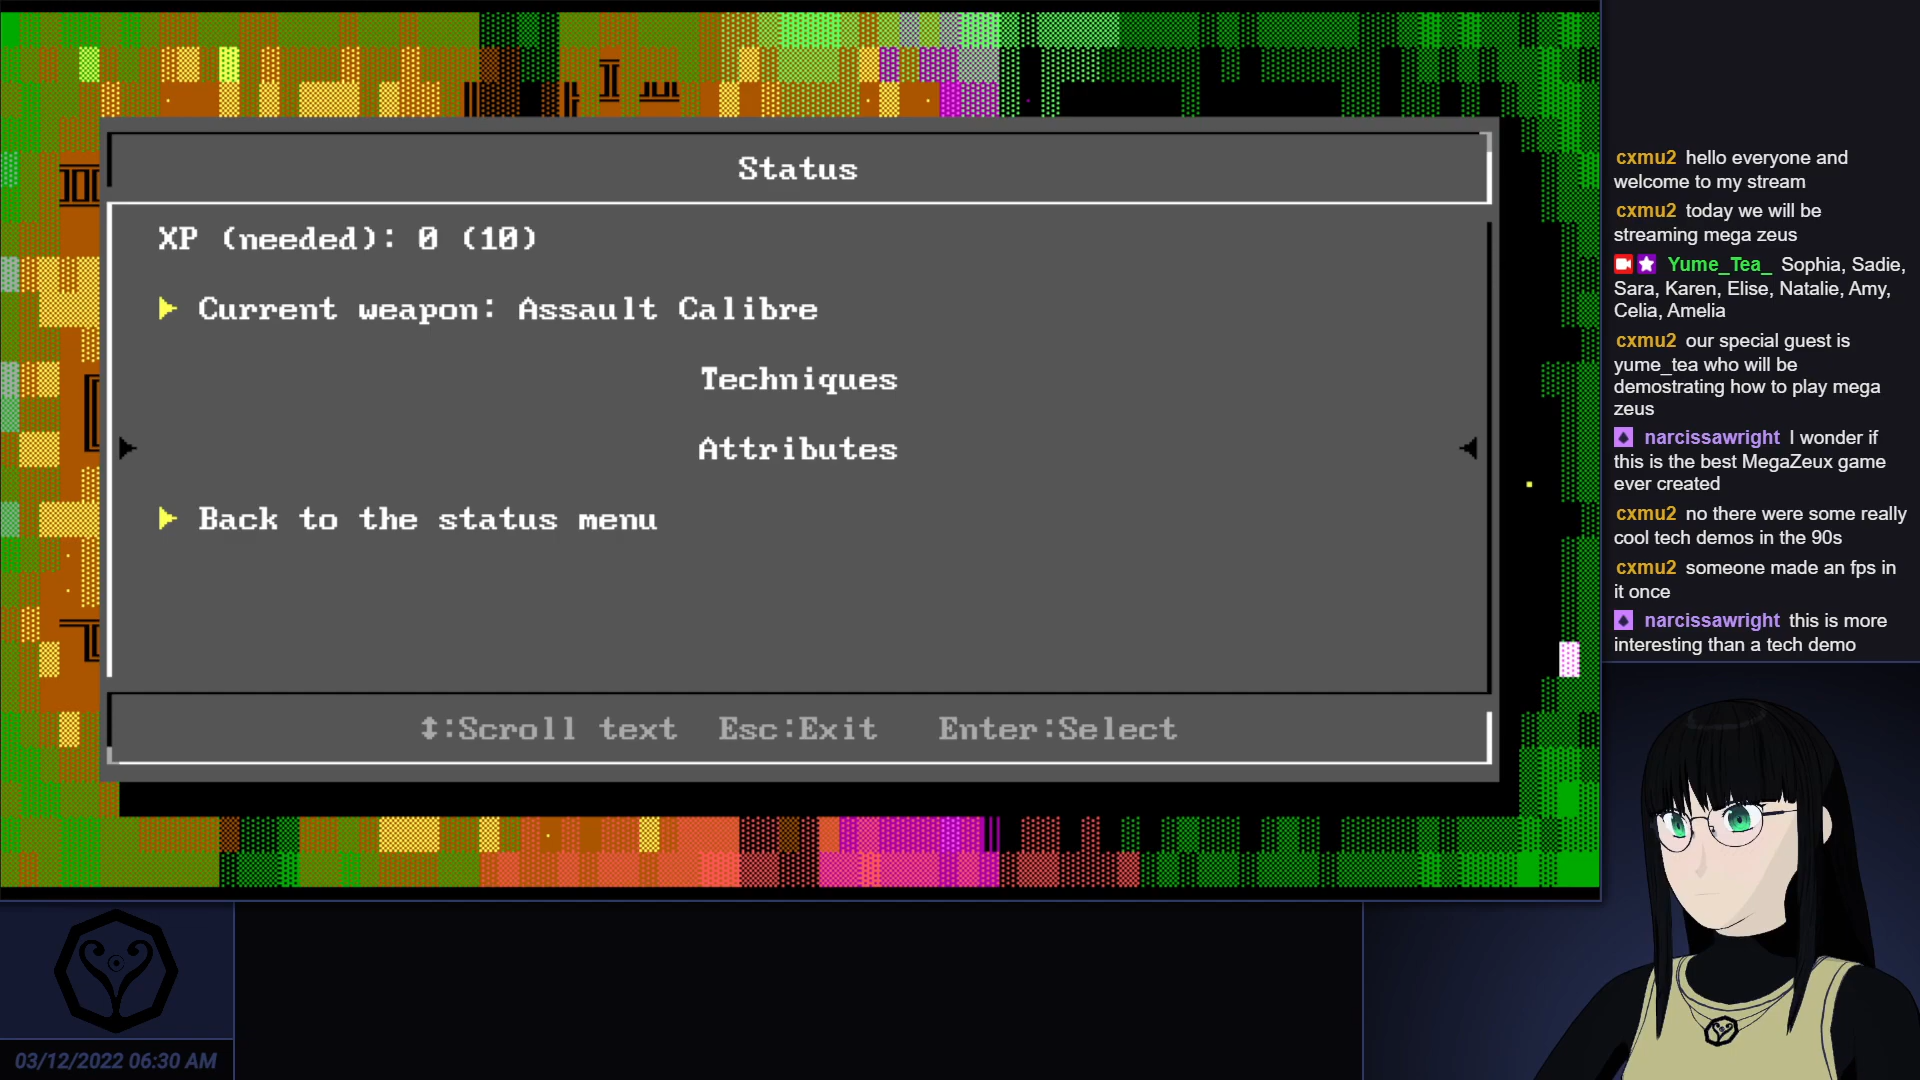 Status
XP (needed): 0 (10)
Current weapon: Assault Calibre
Techniques
Attributes
Back to the status menu
↕:Scroll text Esc:Exit Enter:Select
cxmu2 hello everyone and
welcome to my stream
cxmu2 today we will be
streaming mega zeus
Yume_Tea_ Sophia, Sadie,
Sara, Karen, Elise, Natalie, Amy,
Celia, Amelia
cxmu2 our special guest is
yume_tea who will be
demostrating how to play mega
zeus
narcissawright I wonder if
this is the best MegaZeux game
ever created
cxmu2 no there were some really
cool tech demos in the 90s
cxmu2 someone made an fps in
it once
narcissawright this is more
interesting than a tech demo
03/12/2022 06:30 AM